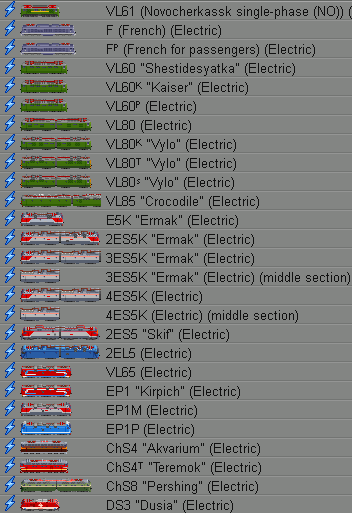 VL61 (Novocherkassk single-phase (NO)) (
F (French) (Electric)
Fᵖ (French for passengers) (Electric)
VL60 "Shestidesyatka" (Electric)
VL60ᴷ "Kaiser" (Electric)
VL60ᵖ (Electric)
VL80 (Electric)
VL80ᴷ "Vylo" (Electric)
VL80ᵀ "Vylo" (Electric)
VL80ˢ "Vylo" (Electric)
VL85 "Crocodile" (Electric)
E5K "Ermak" (Electric)
2ES5K "Ermak" (Electric)
3ES5K "Ermak" (Electric)
3ES5K "Ermak" (Electric) (middle section)
4ES5K (Electric)
4ES5K (Electric) (middle section)
2ES5 "Skif" (Electric)
2EL5 (Electric)
VL65 (Electric)
EP1 "Kirpich" (Electric)
EP1M (Electric)
EP1P (Electric)
ChS4 "Akvarium" (Electric)
ChS4ᵀ "Teremok" (Electric)
ChS8 "Pershing" (Electric)
DS3 "Dusia" (Electric)